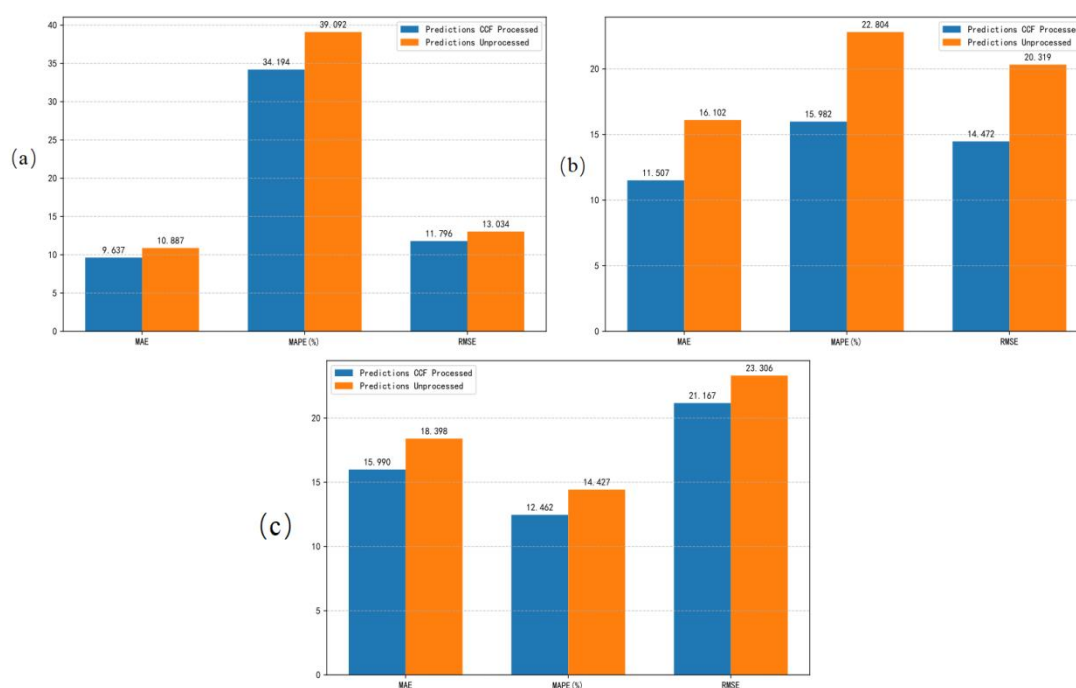 (a)
Predictions CCF Processed
Predictions Unprocessed
40
35
30
25
20
15
10
5
0
9.637
10.887
34.194
39.092
11.796
13.034
MAE
MAPE(%)
RMSE
(b)
Predictions CCF Processed
Predictions Unprocessed
20
15
10
5
0
11.507
16.102
15.982
22.804
14.472
20.319
MAE
MAPE(%)
RMSE
(c)
Predictions CCF Processed
Predictions Unprocessed
20
15
10
5
0
15.990
18.398
12.462
14.427
21.167
23.306
MAE
MAPE(%)
RMSE